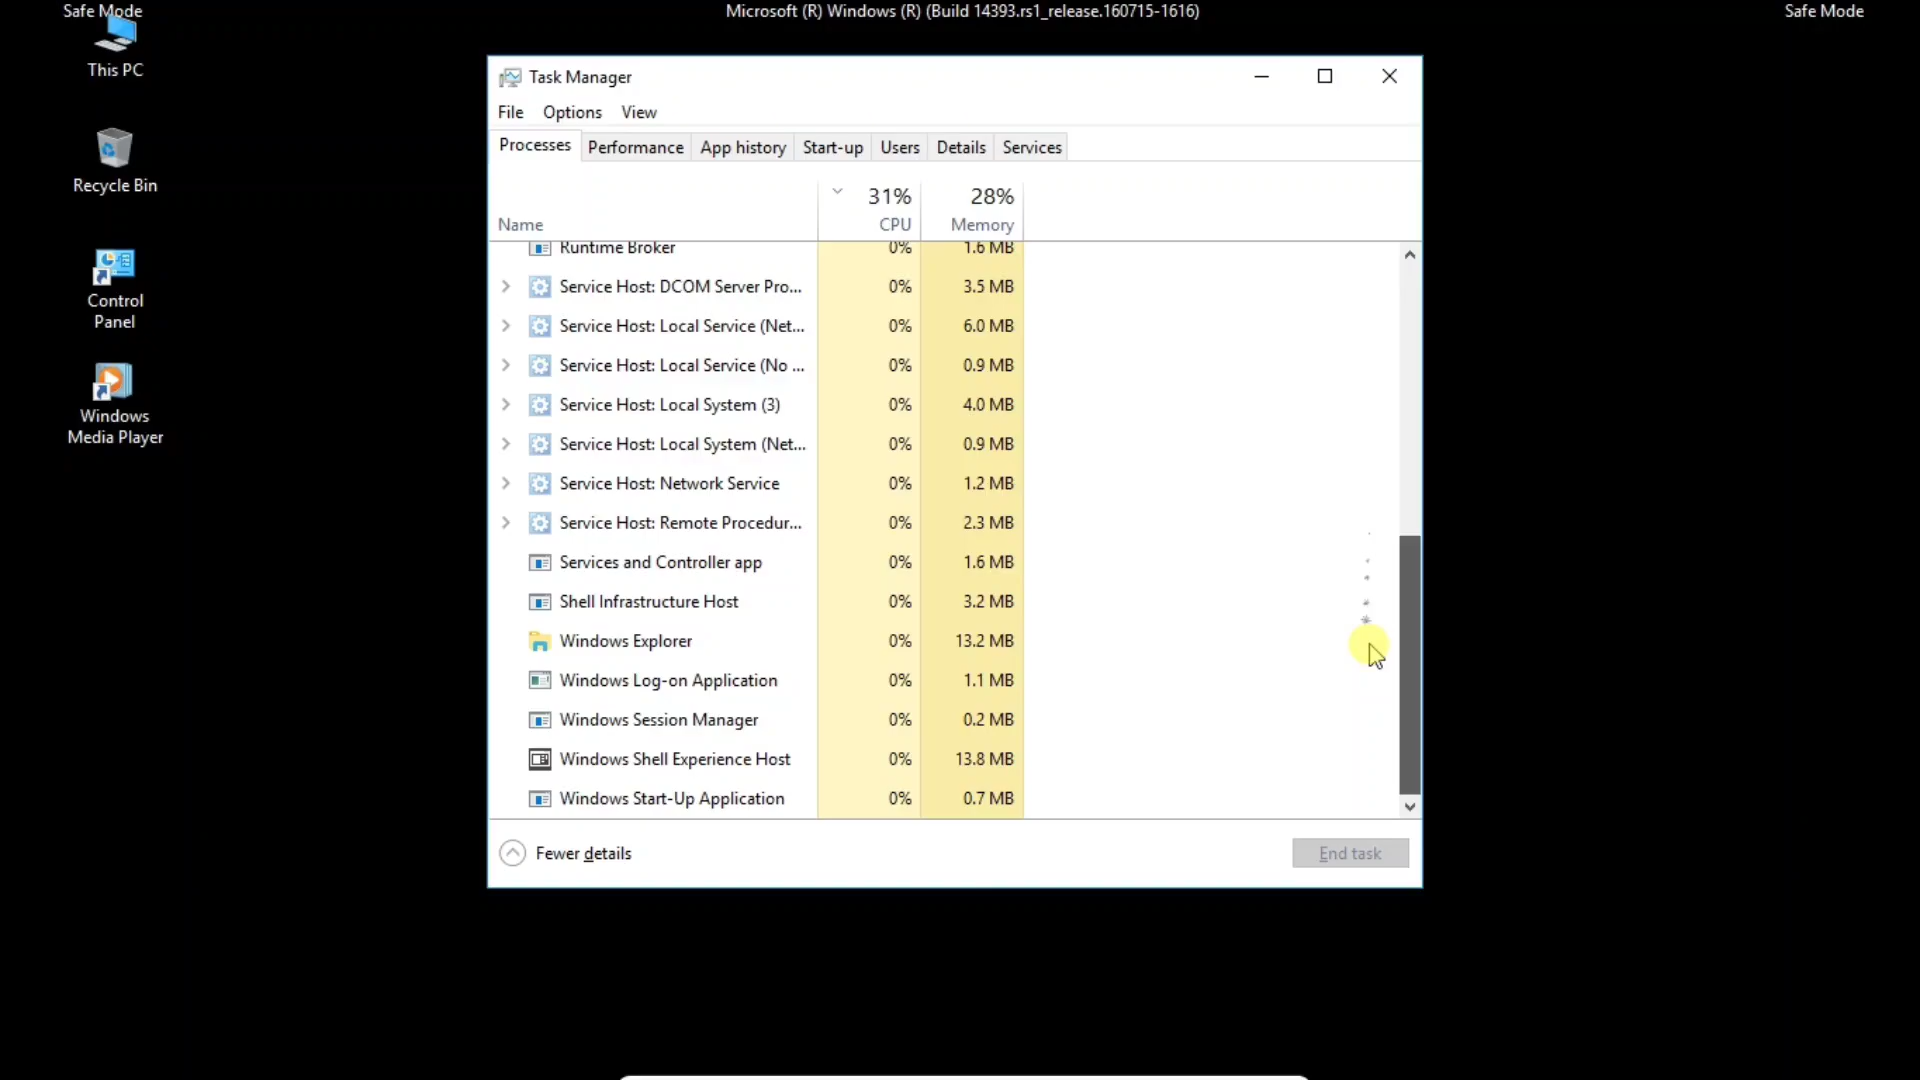 Safe Mode
Microsoft (R) Windows (R) (Build 14393.rs1_release.160715-1616)
Safe Mode
This PC
Recycle Bin
Control
Panel
Windows
Media Player
Task Manager
File Options View
Processes Performance App history Start-up Users Details Services
31% 28%
Name CPU Memory
Runtime Broker 0% 1.6 MB
Service Host: DCOM Server Pro... 0% 3.5 MB
Service Host: Local Service (Net... 0% 6.0 MB
Service Host: Local Service (No ... 0% 0.9 MB
Service Host: Local System (3) 0% 4.0 MB
Service Host: Local System (Net... 0% 0.9 MB
Service Host: Network Service 0% 1.2 MB
Service Host: Remote Procedur... 0% 2.3 MB
Services and Controller app 0% 1.6 MB
Shell Infrastructure Host 0% 3.2 MB
Windows Explorer 0% 13.2 MB
Windows Log-on Application 0% 1.1 MB
Windows Session Manager 0% 0.2 MB
Windows Shell Experience Host 0% 13.8 MB
Windows Start-Up Application 0% 0.7 MB
Fewer details End task